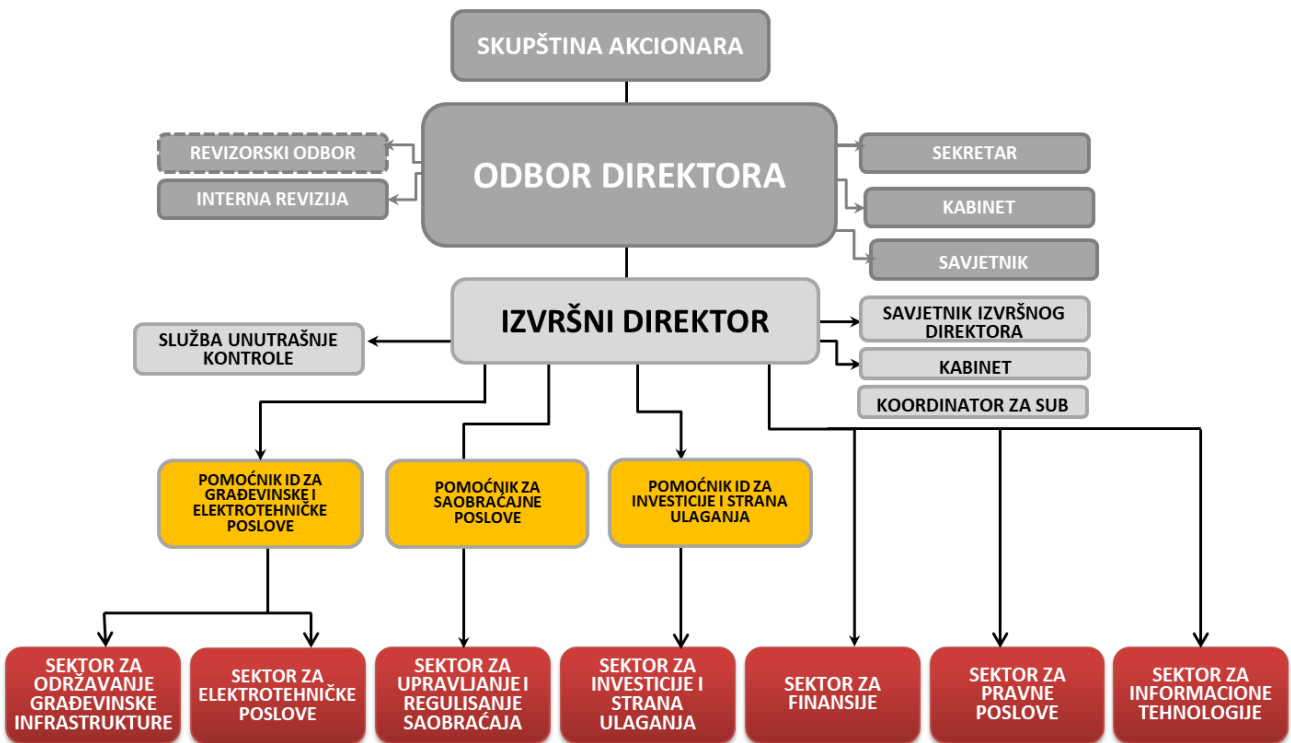 SKUPŠTINA AKCIONARA
ODBOR DIREKTORA
REVIZORSKI ODBOR
INTERNA REVIZIJA
SEKRETAR
KABINET
SAVJETNIK
IZVRŠNI DIREKTOR
SLUŽBA UNUTRAŠNJE
KONTROLE
SAVJETNIK IZVRŠNOG
DIREKTORA
KABINET
KOORDINATOR ZA SUB
POMOĆNIK ID ZA
GRAĐEVINSKE I
ELEKTROTEHNIČKE
POSLOVE
POMOĆNIK ZA
SAOBRAĆAJNE
POSLOVE
POMOĆNIK ID ZA
INVESTICIJE I STRANA
ULAGANJA
SEKTOR ZA
ODRŽAVANJE
GRAĐEVINSKE
INFRASTRUKTURE
SEKTOR ZA
ELEKTROTEHNIČKE
POSLOVE
SEKTOR ZA
UPRAVLJANJE I
REGULISANJE
SAOBRAĆAJA
SEKTOR ZA
INVESTICIJE I
STRANA
ULAGANJA
SEKTOR ZA
FINANSIJE
SEKTOR ZA
PRAVNE
POSLOVE
SEKTOR ZA
INFORMACIONE
TEHNOLOGIJE